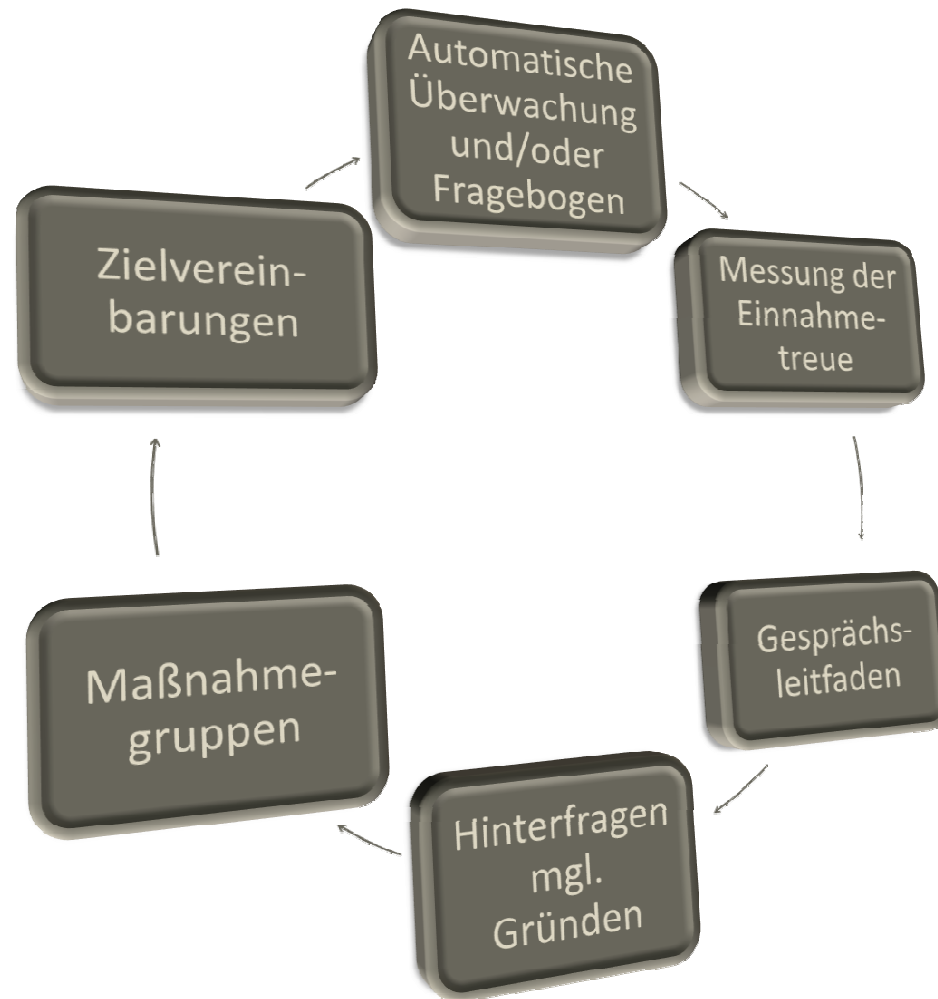 Automatische
Überwachung
und/oder
Fragebogen
Messung der
Einnahme-
treue
Gesprächs-
leitfaden
Hinterfragen
mgl.
Gründen
Maßnahme-
gruppen
Zielverein-
barungen